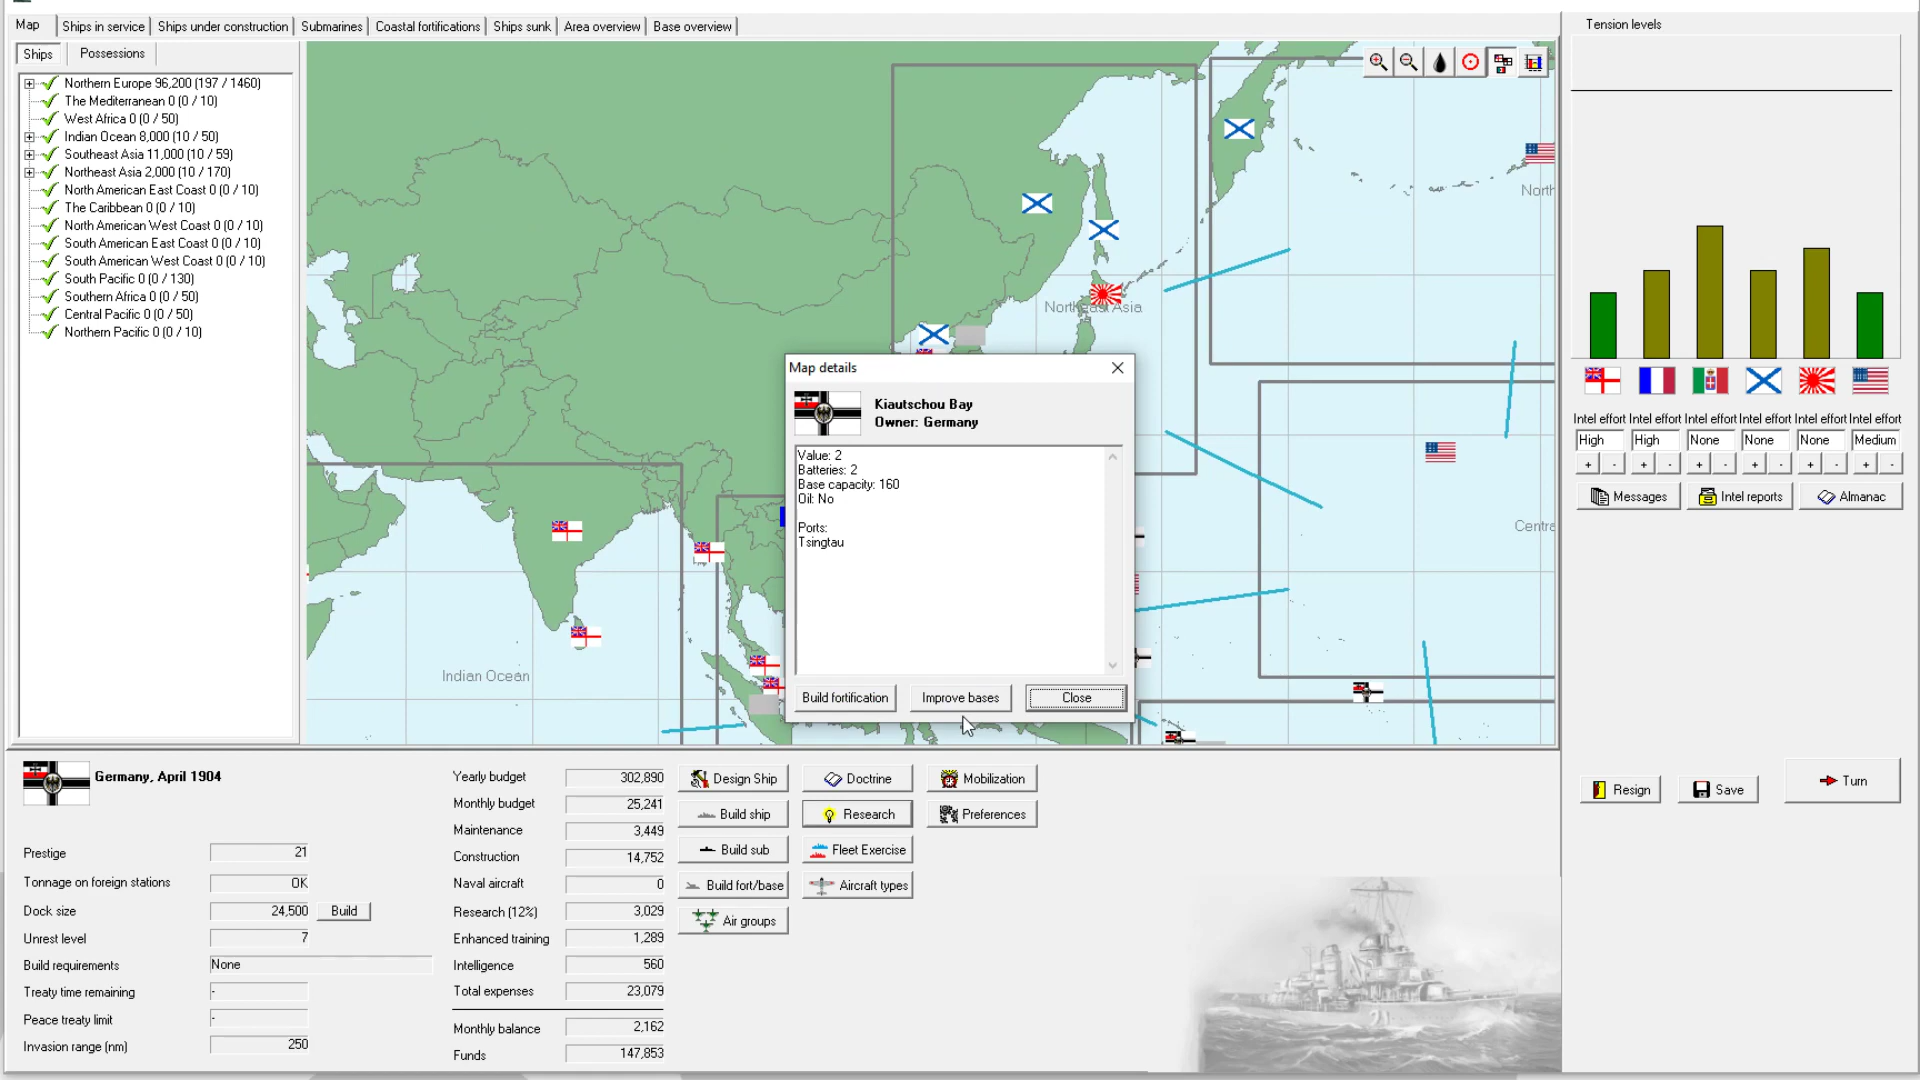 Map
Ships in service
Ships under construction
Submarines
Coastal fortifications
Ships sunk
Area overview
Base overview
Ships
Possessions
Northern Europe 96,200 (197 / 1460)
The Mediterranean 0 (0 / 10)
West Africa 0 (0 / 50)
Indian Ocean 8,000 (10 / 50)
Southeast Asia 11,000 (10 / 59)
Northeast Asia 2,000 (10 / 170)
North American East Coast 0 (0 / 10)
The Caribbean 0 (0 / 10)
North American West Coast 0 (0 / 10)
South American East Coast 0 (0 / 10)
South American West Coast 0 (0 / 10)
South Pacific 0 (0 / 130)
Southern Africa 0 (0 / 50)
Central Pacific 0 (0 / 50)
Northern Pacific 0 (0 / 10)
North
Northeast Asia
Centra
Indian Ocean
Map details
Kiautschou Bay
Owner: Germany
Value: 2
Batteries: 2
Base capacity: 160
Oil: No
Ports:
Tsingtau
Build fortification
Improve bases
Close
Tension levels
Intel effort Intel effort Intel effort Intel effort Intel effort Intel effort
High High None None None Medium
+ - + - + - + - + - + -
Messages
Intel reports
Almanac
Resign
Save
Turn
Germany, April 1904
Prestige 21
Tonnage on foreign stations OK
Dock size 24,500 Build
Unrest level 7
Build requirements None
Treaty time remaining -
Peace treaty limit -
Invasion range (nm) 250
Yearly budget 302,890
Monthly budget 25,241
Maintenance 3,449
Construction 14,752
Naval aircraft 0
Research (12%) 3,029
Enhanced training 1,289
Intelligence 560
Total expenses 23,079
Monthly balance 2,162
Funds 147,853
Design Ship
Doctrine
Mobilization
Build ship
Research
Preferences
Build sub
Fleet Exercise
Build fort/base
Aircraft types
Air groups